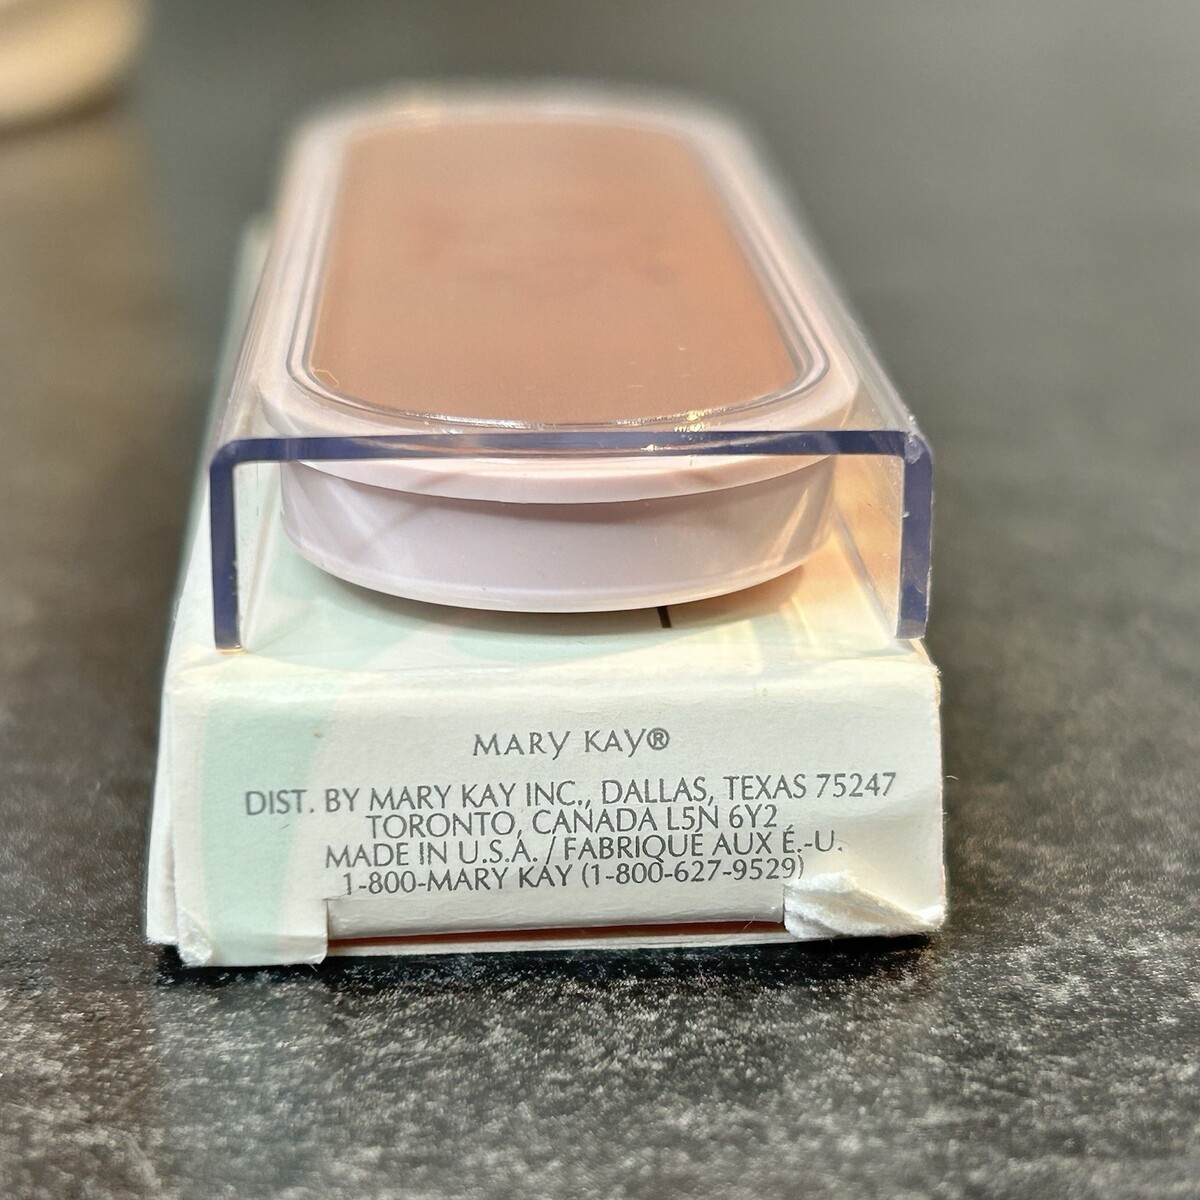 MARY KAY®
DIST. BY MARY KAY INC., DALLAS, TEXAS 75247
TORONTO, CANADA L5N 6Y2
MADE IN U.S.A. / FABRIQUÉ AUX É.-U.
1-800-MARY KAY (1-800-627-9529)